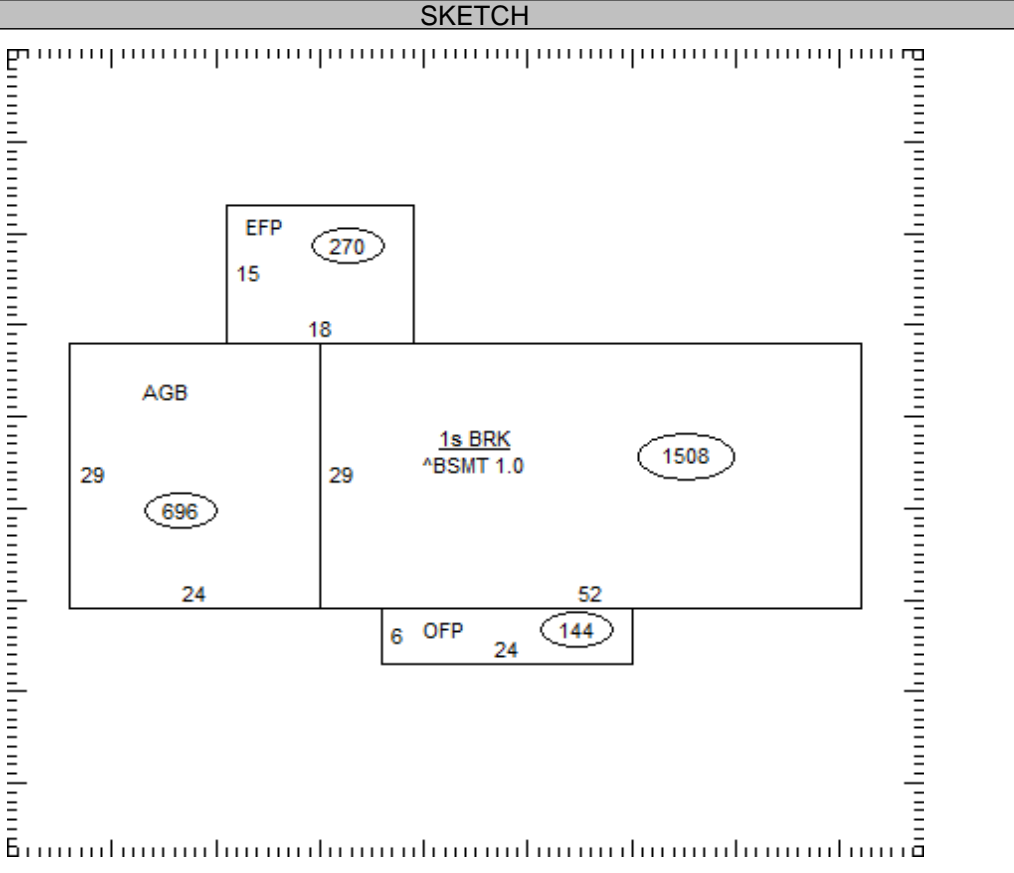 SKETCH
EFP
270
15
18
AGB
1s BRK
^BSMT 1.0
1508
29
29
696
24
52
6 OFP 24 144